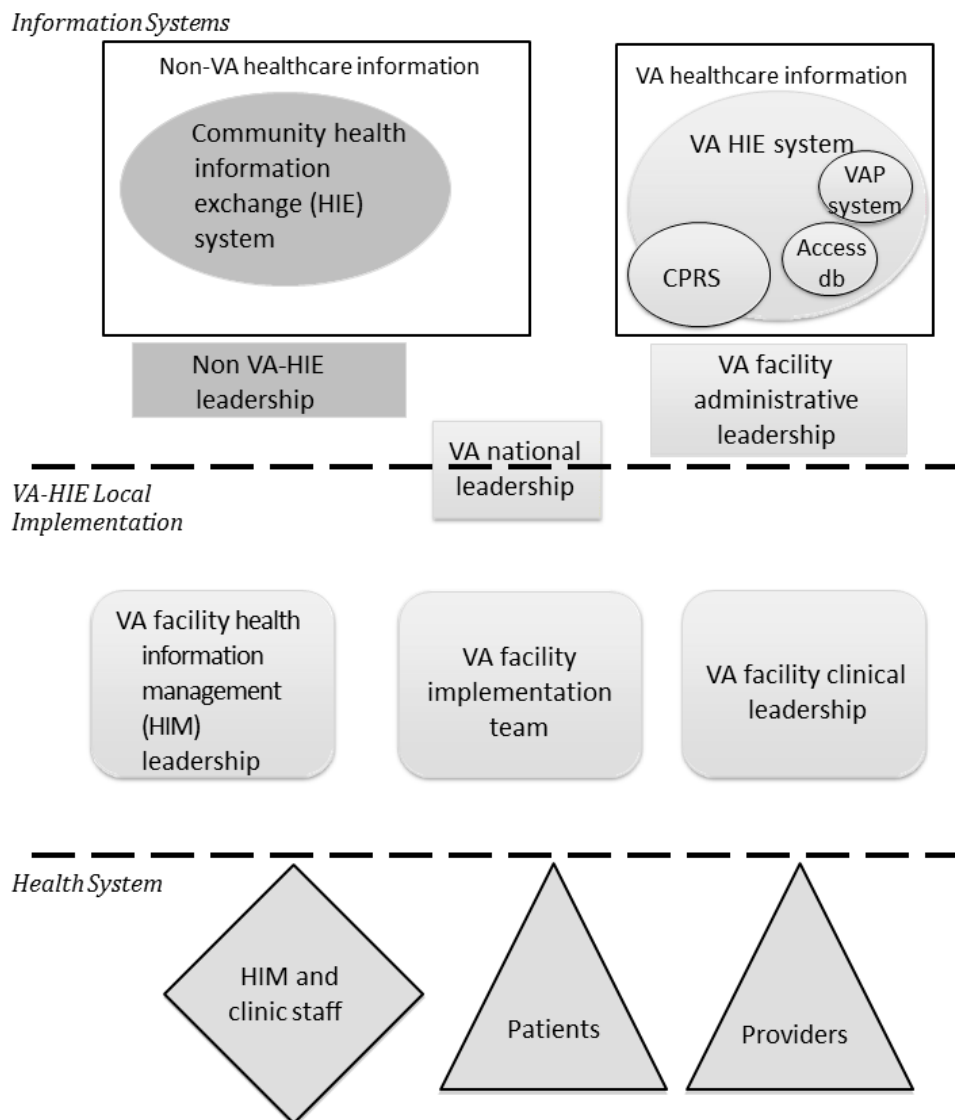 Information Systems
Non-VA healthcare information
Community health
information
exchange (HIE)
system
VA healthcare information
VA HIE system
VAP
system
Access
db
CPRS
Non VA-HIE
leadership
VA facility
administrative
leadership
VA national
leadership
VA-HIE Local
Implementation
VA facility health
information
management
(HIM)
leadership
VA facility
implementation
team
VA facility clinical
leadership
Health System
HIM and
clinic staff
Patients
Providers